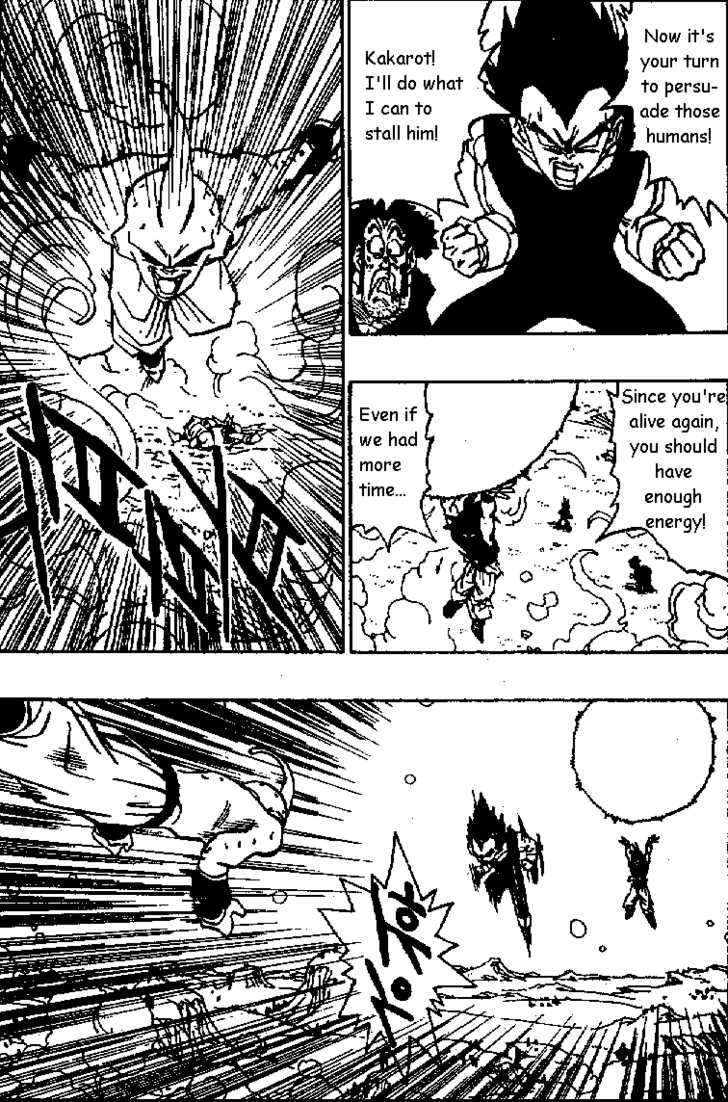 Now it's
your turn
to persu-
ade those
humans!
Kakarot!
I'll do what
I can to
stall him!
Since you're
alive again,
you should
have
enough
energy!
Even if
we had
more
time...